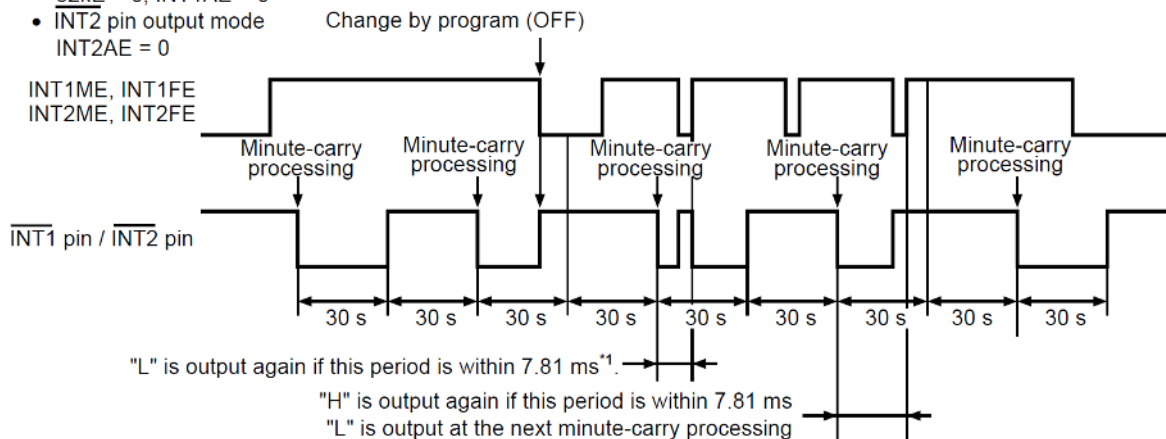 • INT2 pin output mode
INT2AE = 0
Change by program (OFF)
INT1ME, INT1FE
INT2ME, INT2FE
Minute-carry processing
Minute-carry processing
Minute-carry processing
Minute-carry processing
Minute-carry processing
INT1 pin / INT2 pin
30 s 30 s 30 s 30 s 30 s 30 s 30 s 30 s 30 s
"L" is output again if this period is within 7.81 ms*1.
"H" is output again if this period is within 7.81 ms
"L" is output at the next minute-carry processing